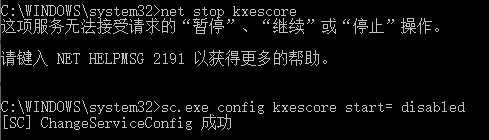 C:\WINDOWS\system32>net stop kxescore
这项服务无法接受请求的“暂停”、“继续”或“停止”操作。
请键入 NET HELPMSG 2191 以获得更多的帮助。
C:\WINDOWS\system32>sc.exe config kxescore start= disabled
[SC] ChangeServiceConfig 成功